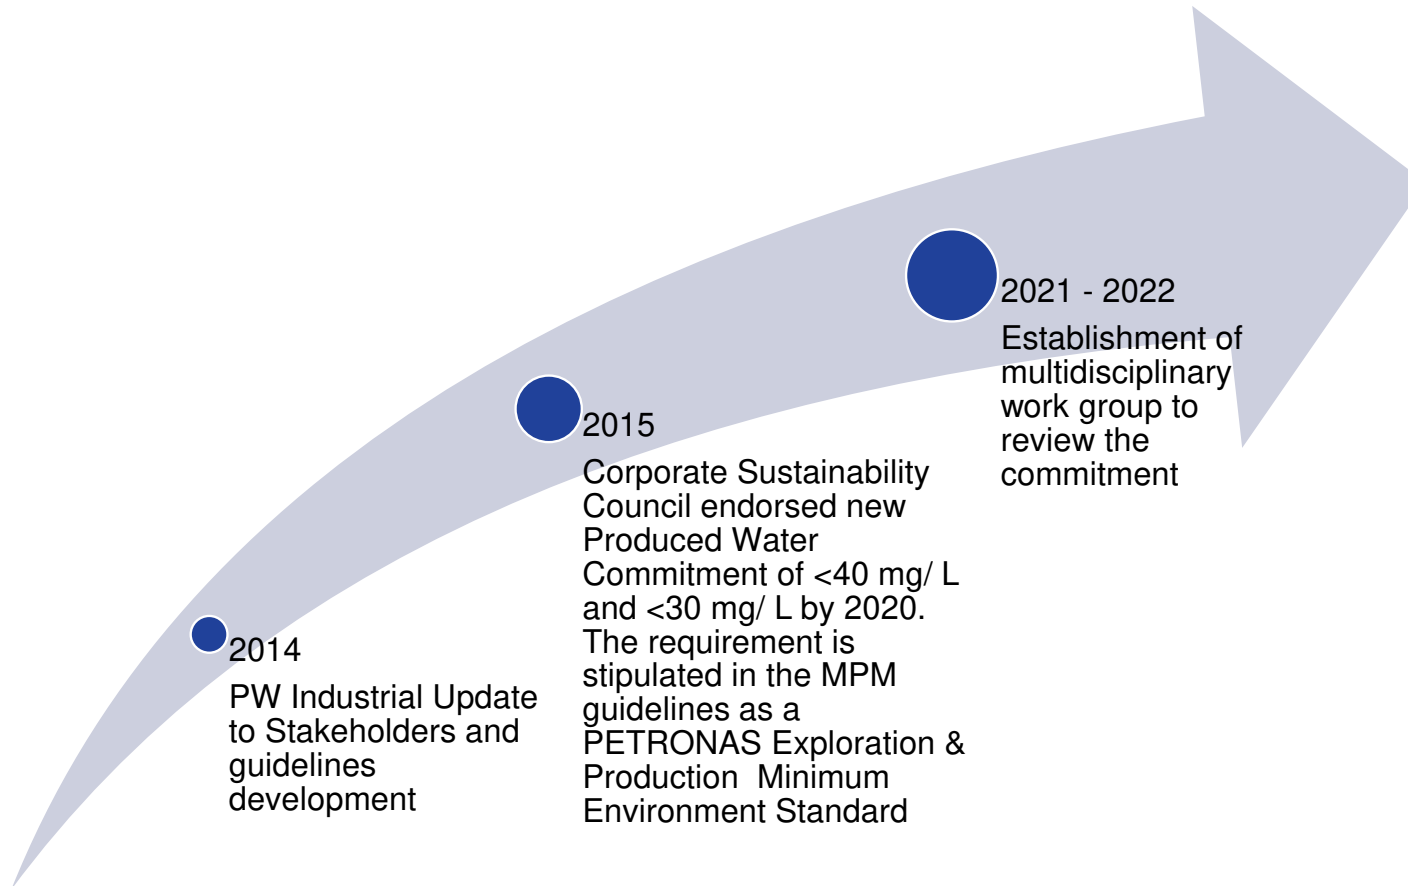 2014
PW Industrial Update
to Stakeholders and
guidelines
development
2015
Corporate Sustainability
Council endorsed new
Produced Water
Commitment of <40 mg/ L
and <30 mg/ L by 2020.
The requirement is
stipulated in the MPM
guidelines as a
PETRONAS Exploration &
Production  Minimum
Environment Standard
2021 - 2022
Establishment of
multidisciplinary
work group to
review the
commitment